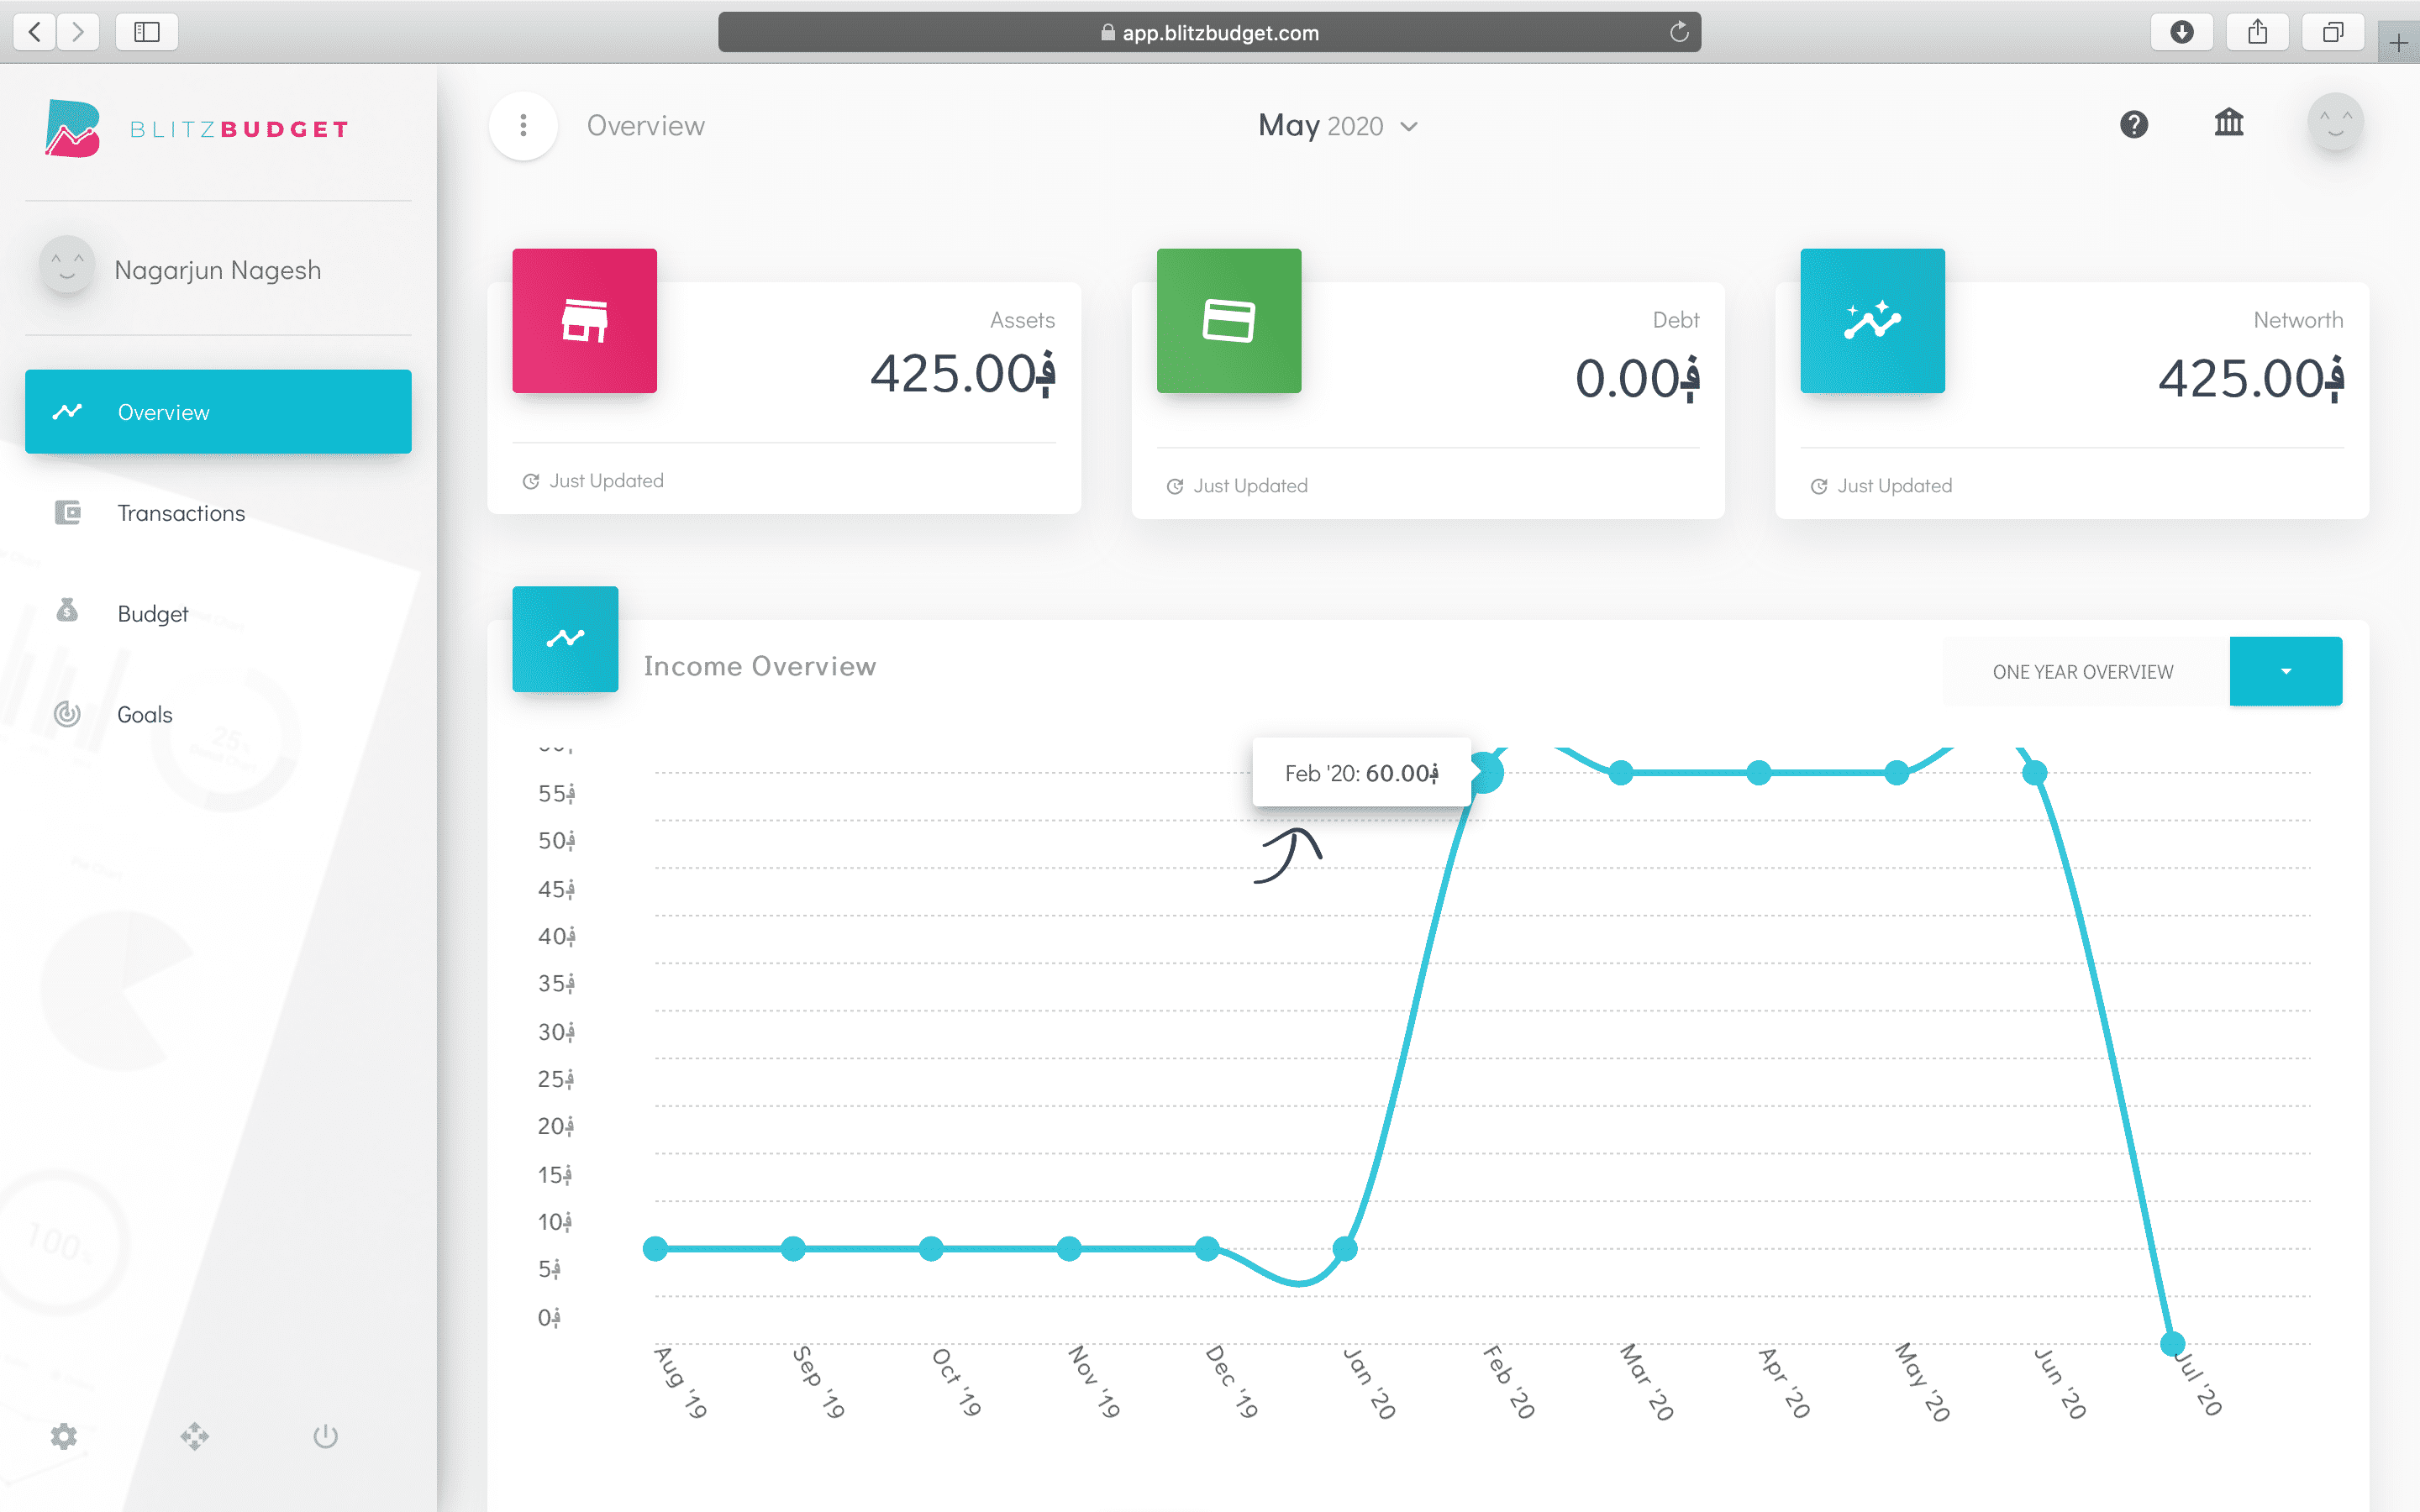 app.blitzbudget.com
BLITZBUDGET
Overview
May 2020
Nagarjun Nagesh
Overview
Transactions
Budget
Goals
Assets
425.00؋
Just Updated
Debt
0.00؋
Just Updated
Networth
425.00؋
Just Updated
Income Overview
ONE YEAR OVERVIEW
Feb '20: 60.00؋
55؋
50؋
45؋
40؋
35؋
30؋
25؋
20؋
15؋
10؋
5؋
0؋
Aug '19
Sep '19
Oct '19
Nov '19
Dec '19
Jan '20
Feb '20
Mar '20
Apr '20
May '20
Jun '20
Jul '20
25%
100%